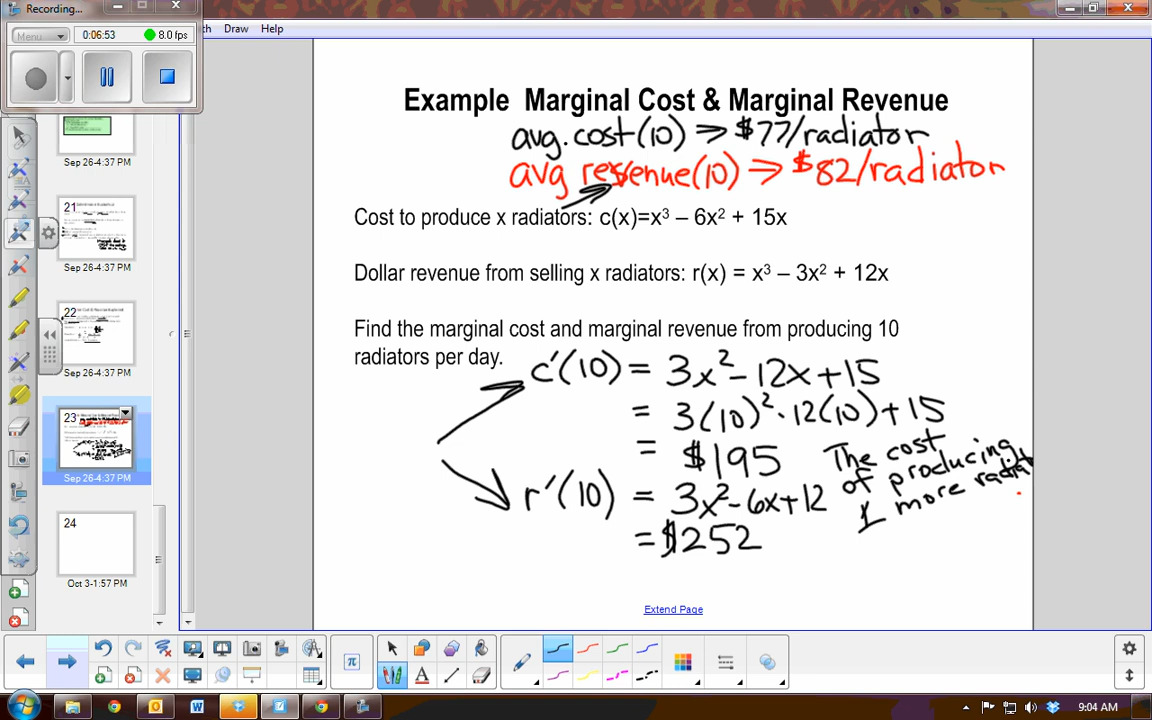 Recording...
Menu
0:06:53
8.0 fps
Draw Help
Sep 26-4:37 PM
21
Sep 26-4:37 PM
22
Sep 26-4:37 PM
23
Sep 26-4:37 PM
24
Oct 3-1:57 PM
Example Marginal Cost & Marginal Revenue
avg. cost(10) ⇒ $77/radiator
avg revenue(10) ⇒ $82/radiator
Cost to produce x radiators: c(x)=x³ – 6x² + 15x
Dollar revenue from selling x radiators: r(x) = x³ – 3x² + 12x
Find the marginal cost and marginal revenue from producing 10
radiators per day.
c′(10) = 3x² - 12x + 15
= 3(10)² · 12(10) + 15
= $195
The cost
of producing
1 more radiator
r′(10) = 3x² - 6x + 12
= $252
Extend Page
π
A
W
9:04 AM